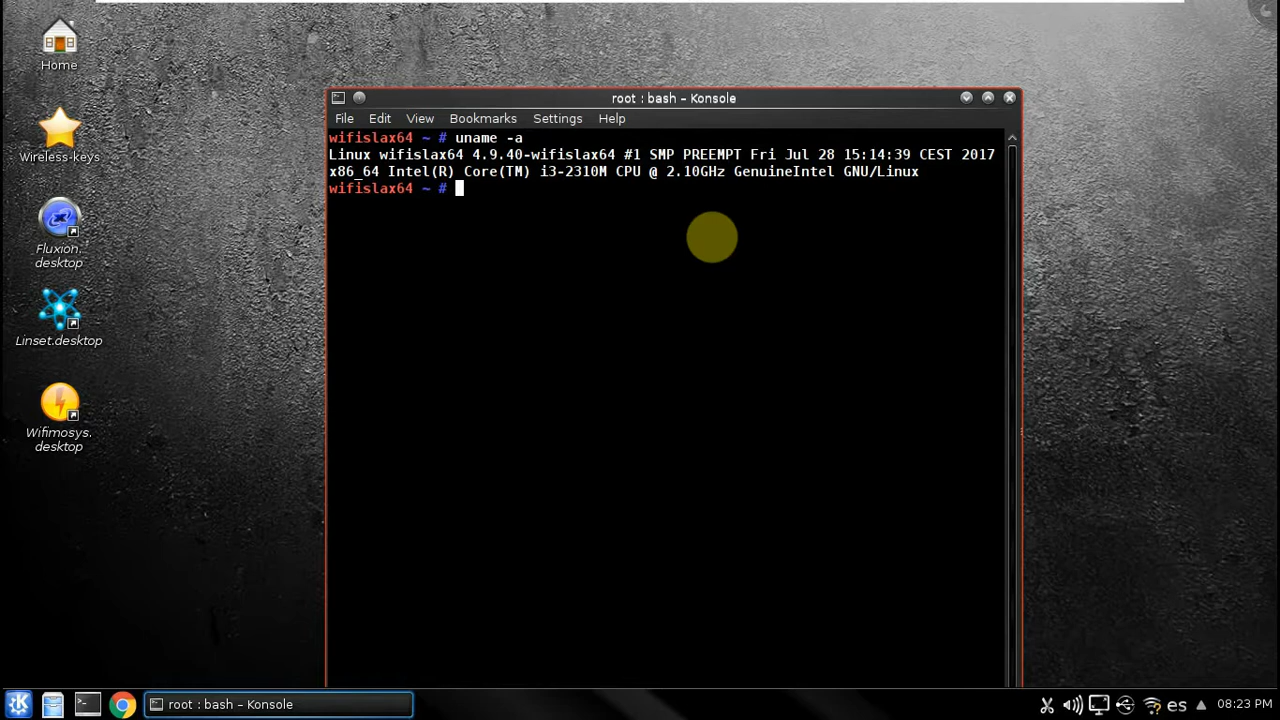 Home
Wireless-keys
Fluxion.
desktop
Linset.desktop
Wifimosys.
desktop
root : bash – Konsole
File Edit View Bookmarks Settings Help
wifislax64 ~ # uname -a
Linux wifislax64 4.9.40-wifislax64 #1 SMP PREEMPT Fri Jul 28 15:14:39 CEST 2017
x86_64 Intel(R) Core(TM) i3-2310M CPU @ 2.10GHz GenuineIntel GNU/Linux
wifislax64 ~ #
root : bash – Konsole
es
08:23 PM